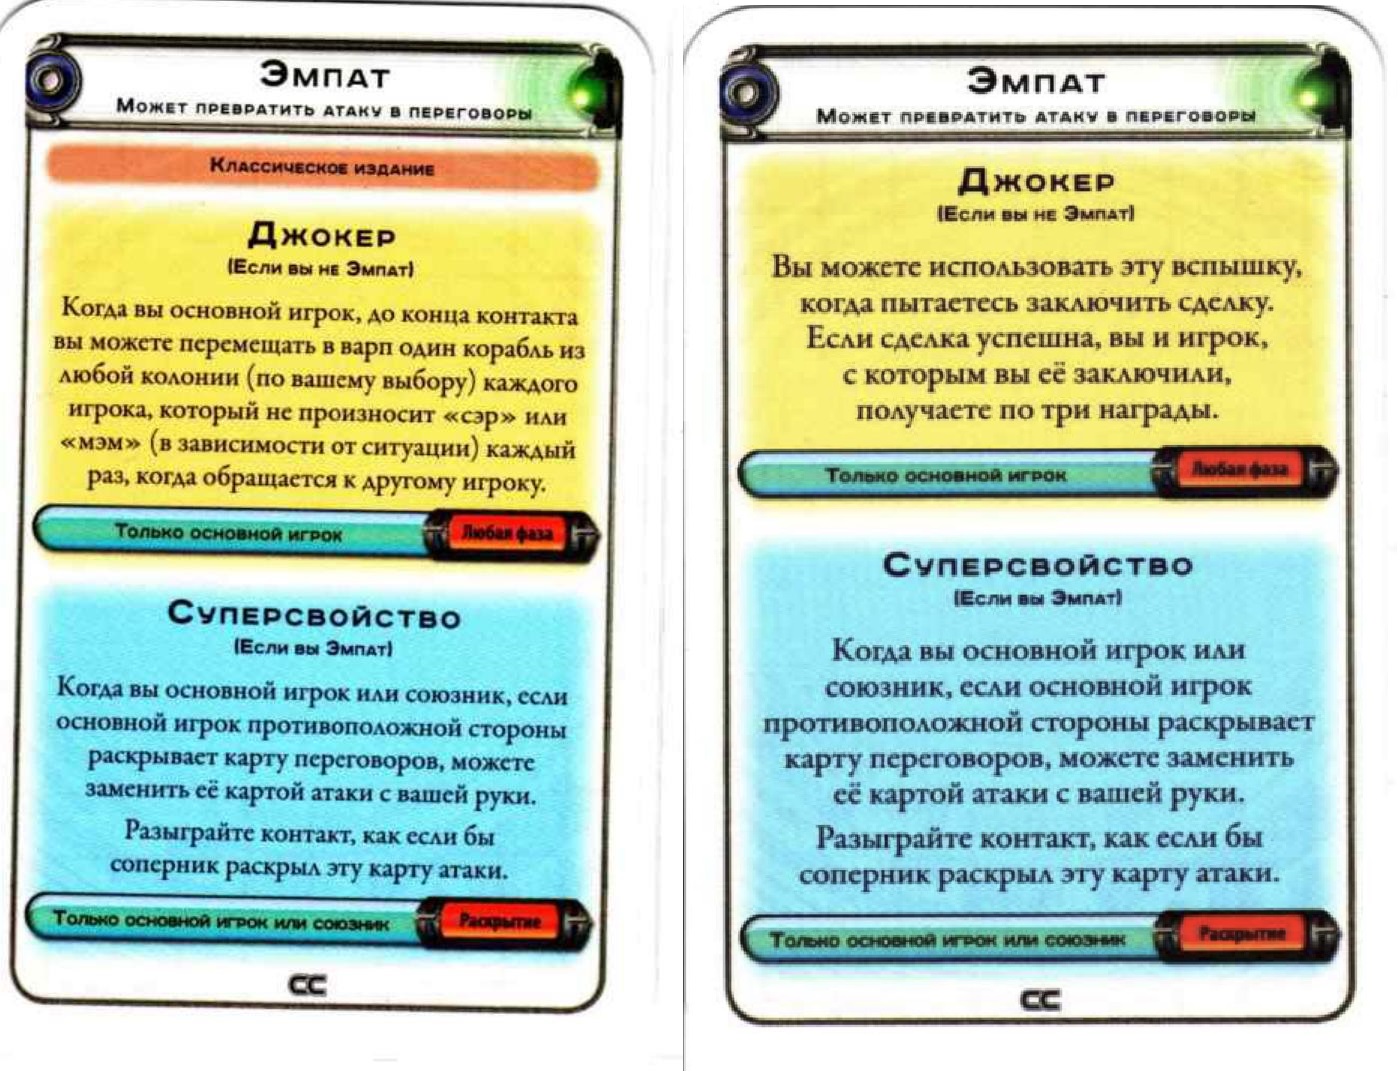 Эмпат
Может превратить атаку в переговоры
Классическое издание
Джокер
(Если вы не Эмпат)
Когда вы основной игрок, до конца контакта
вы можете перемещать в варп один корабль из
любой колонии (по вашему выбору) каждого
игрока, который не произносит «сэр» или
«мэм» (в зависимости от ситуации) каждый
раз, когда обращается к другому игроку.
Только основной игрок
Любая фаза
Суперсвойство
(Если вы Эмпат)
Когда вы основной игрок или союзник, если
основной игрок противоположной стороны
раскрывает карту переговоров, можете
заменить её картой атаки с вашей руки.
Разыграйте контакт, как если бы
соперник раскрыл эту карту атаки.
Только основной игрок или союзник
Раскрытие
CC
Эмпат
Может превратить атаку в переговоры
Джокер
(Если вы не Эмпат)
Вы можете использовать эту вспышку,
когда пытаетесь заключить сделку.
Если сделка успешна, вы и игрок,
с которым вы её заключили,
получаете по три награды.
Только основной игрок
Любая фаза
Суперсвойство
(Если вы Эмпат)
Когда вы основной игрок или
союзник, если основной игрок
противоположной стороны раскрывает
карту переговоров, можете заменить
её картой атаки с вашей руки.
Разыграйте контакт, как если бы
соперник раскрыл эту карту атаки.
Только основной игрок или союзник
Раскрытие
CC